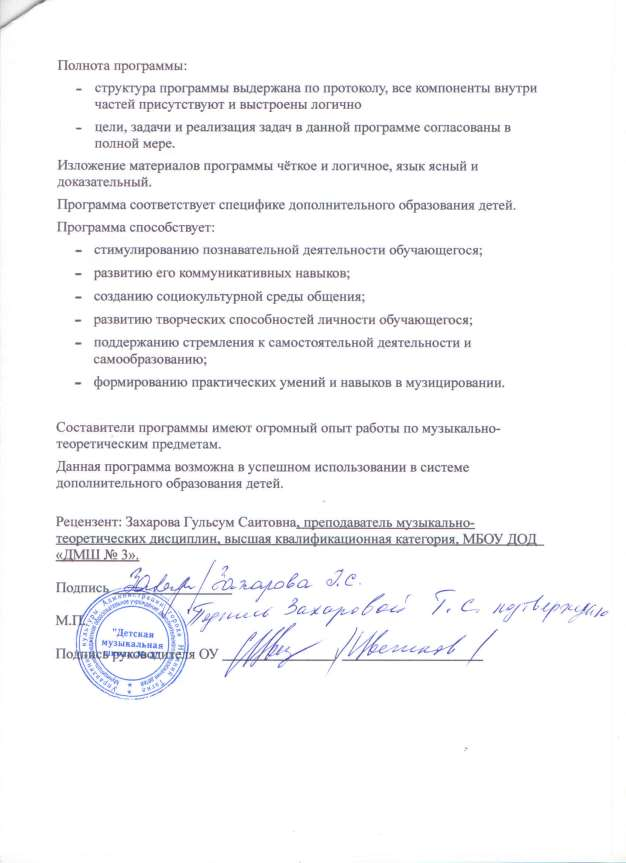 Полнота программы:
- структура программы выдержана по протоколу, все компоненты внутри
частей присутствуют и выстроены логично
- цели, задачи и реализация задач в данной программе согласованы в
полной мере.
Изложение материалов программы чёткое и логичное, язык ясный и
доказательный.
Программа соответствует специфике дополнительного образования детей.
Программа способствует:
- стимулированию познавательной деятельности обучающегося;
- развитию его коммуникативных навыков;
- созданию социокультурной среды общения;
- развитию творческих способностей личности обучающегося;
- поддержанию стремления к самостоятельной деятельности и
самообразованию;
- формированию практических умений и навыков в музицировании.
Составители программы имеют огромный опыт работы по музыкально-
теоретическим предметам.
Данная программа возможна в успешном использовании в системе
дополнительного образования детей.
Рецензент: Захарова Гульсум Саитовна, преподаватель музыкально-
теоретических дисциплин, высшая квалификационная категория, МБОУ ДОД
«ДМШ № 3».
Подпись Захар / Захарова Г.С.
М.П. Подпись Захаровой Г.С. подтверждаю
"Детская
музыкальная
Подпись руководителя ОУ